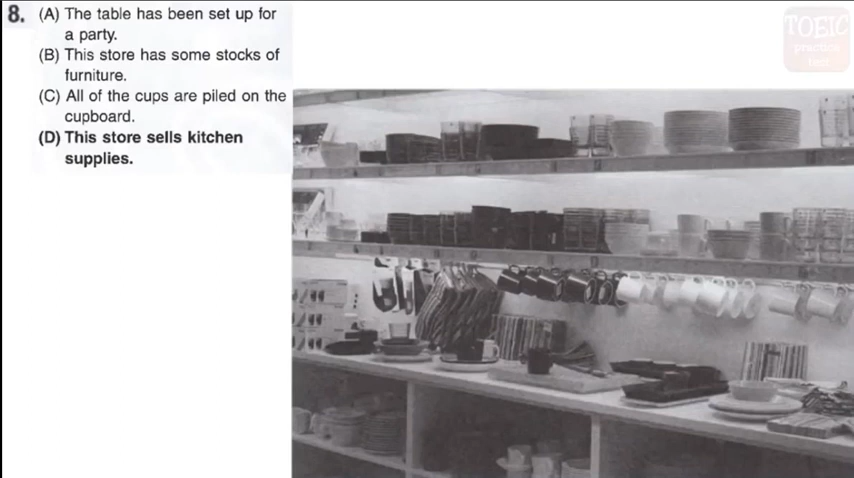 TOEIC
practice
test
8. (A) The table has been set up for
a party.
(B) This store has some stocks of
furniture.
(C) All of the cups are piled on the
cupboard.
(D) This store sells kitchen
supplies.